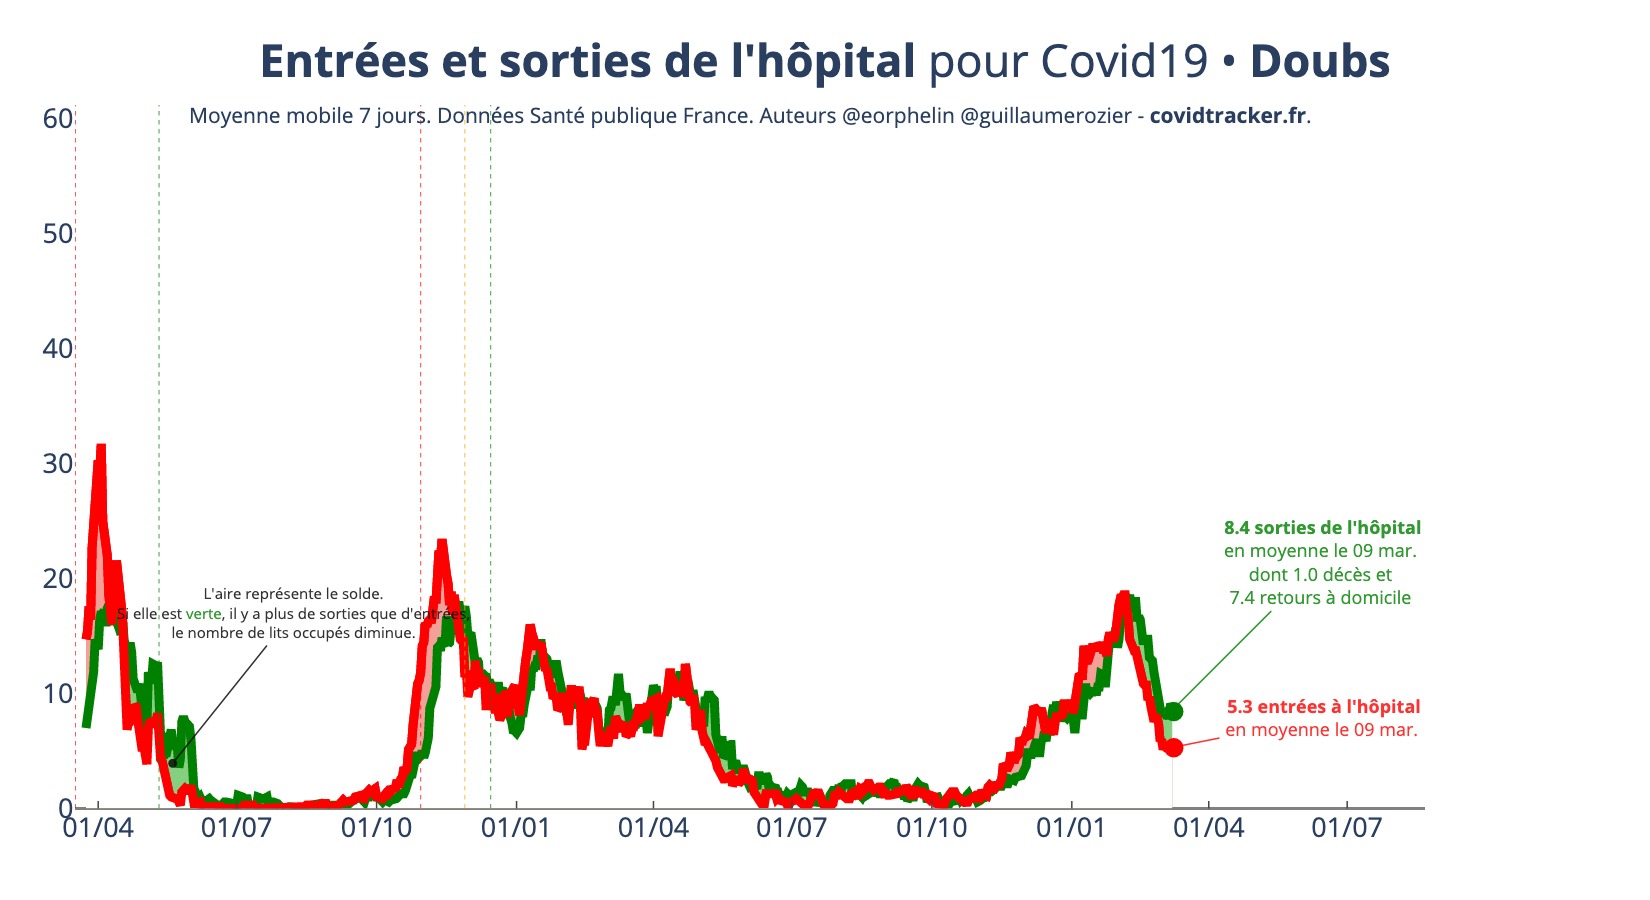 Entrées et sorties de l'hôpital pour Covid19 • Doubs
Moyenne mobile 7 jours. Données Santé publique France. Auteurs @eorphelin @guillaumerozier - covidtracker.fr.
60
50
40
30
20
10
0
L'aire représente le solde.
Si elle est verte, il y a plus de sorties que d'entrées,
le nombre de lits occupés diminue.
8.4 sorties de l'hôpital
en moyenne le 09 mar.
dont 1.0 décès et
7.4 retours à domicile
5.3 entrées à l'hôpital
en moyenne le 09 mar.
01/04 01/07 01/10 01/01 01/04 01/07 01/10 01/01 01/04 01/07